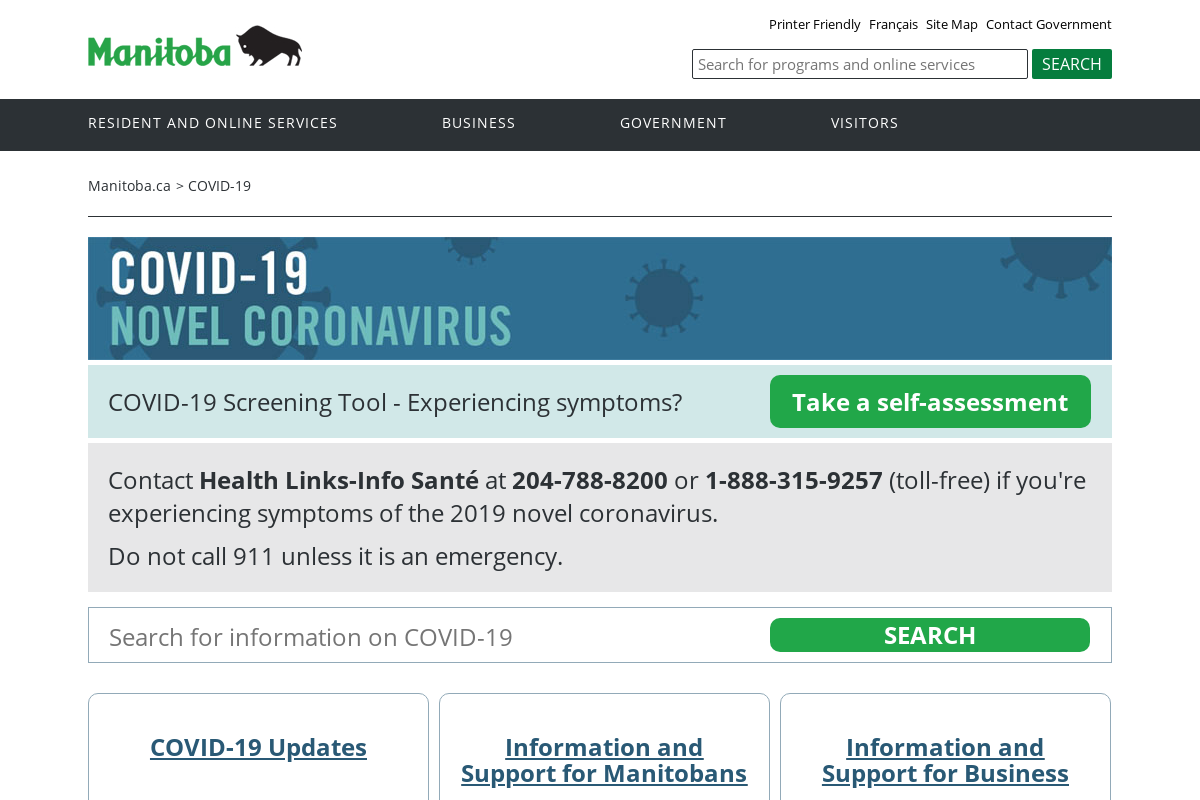 Printer Friendly Français Site Map Contact Government
Manitoba
Search for programs and online services SEARCH
RESIDENT AND ONLINE SERVICES BUSINESS GOVERNMENT VISITORS
Manitoba.ca > COVID-19
COVID-19
NOVEL CORONAVIRUS
COVID-19 Screening Tool - Experiencing symptoms? Take a self-assessment
Contact Health Links-Info Santé at 204-788-8200 or 1-888-315-9257 (toll-free) if you're
experiencing symptoms of the 2019 novel coronavirus.
Do not call 911 unless it is an emergency.
Search for information on COVID-19 SEARCH
COVID-19 Updates
Information and
Support for Manitobans
Information and
Support for Business